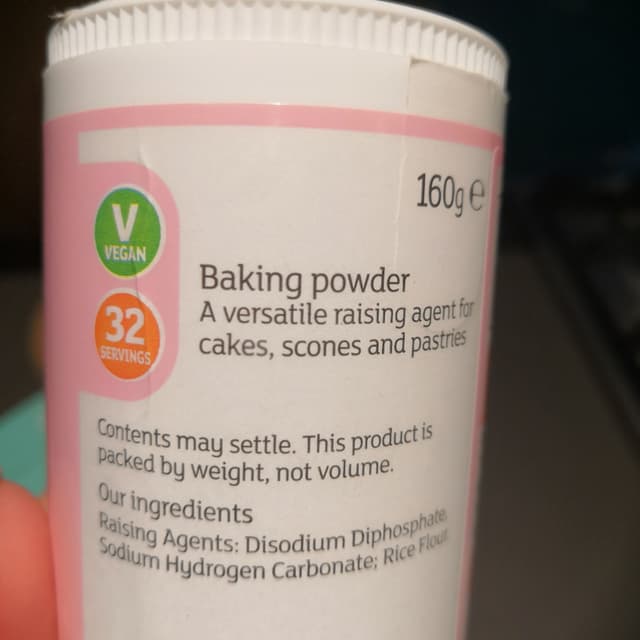 160g e
V
VEGAN
32
SERVINGS
Baking powder
A versatile raising agent for
cakes, scones and pastries
Contents may settle. This product is
packed by weight, not volume.
Our ingredients
Raising Agents: Disodium Diphosphate,
Sodium Hydrogen Carbonate; Rice Flour.